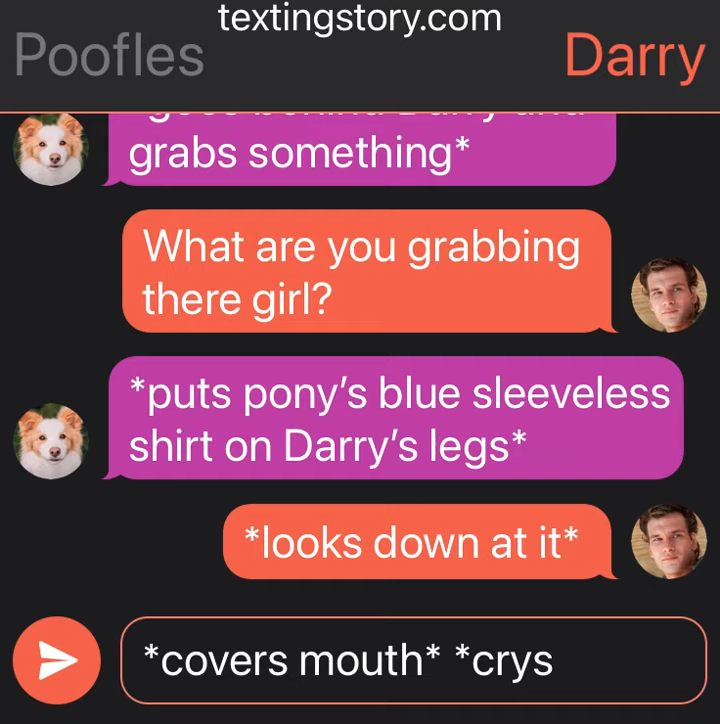 textingstory.com
Poofles
Darry
grabs something*
What are you grabbing
there girl?
*puts pony’s blue sleeveless
shirt on Darry’s legs*
*looks down at it*
*covers mouth* *crys